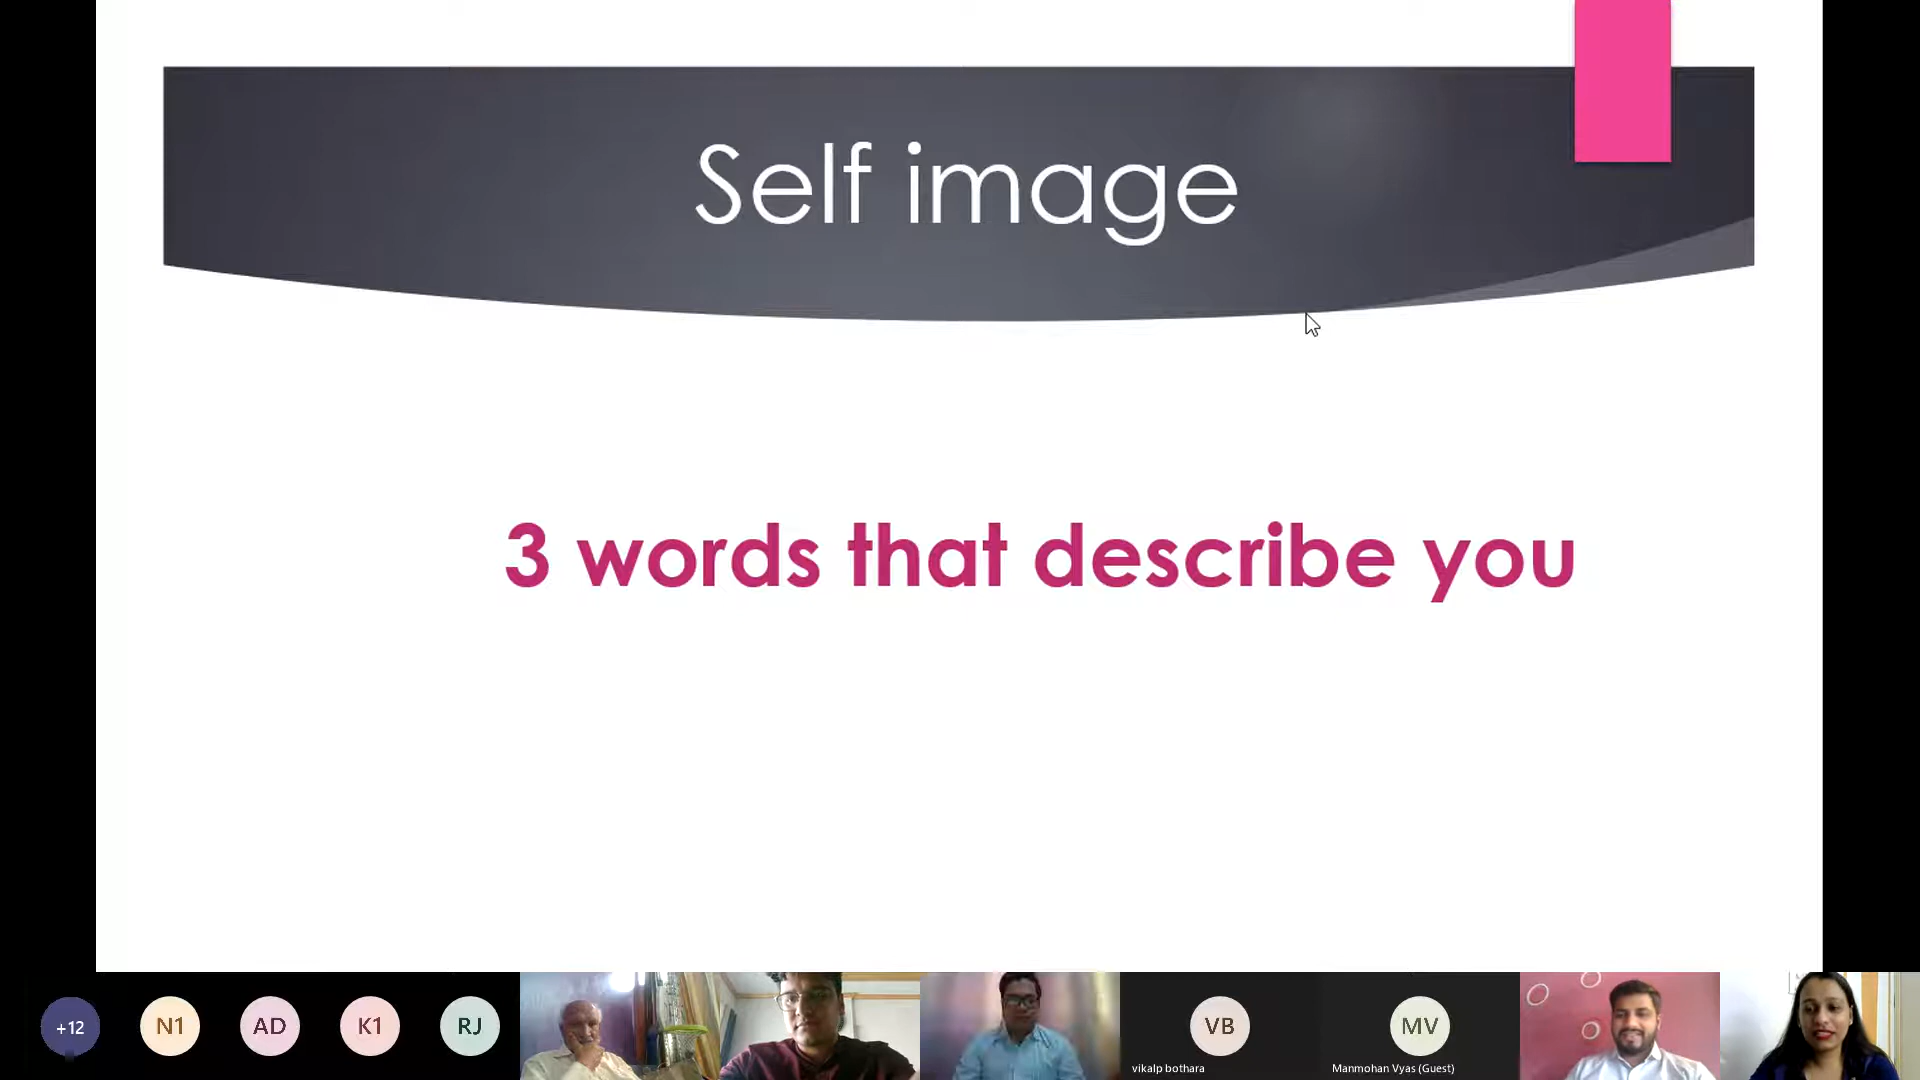 Self image
3 words that describe you
+12
N1
AD
K1
RJ
VB
MV
vikalp bothara
Manmohan Vyas (Guest)